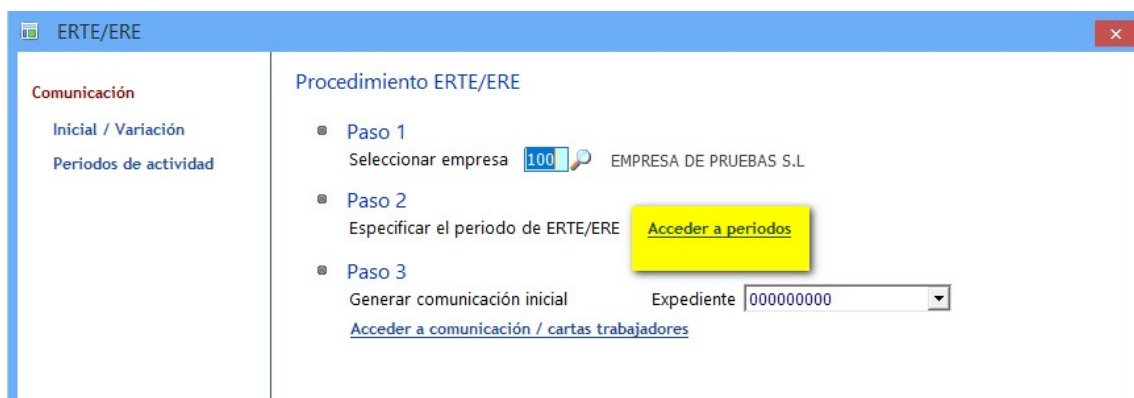 ERTE/ERE
Comunicación
Inicial / Variación
Periodos de actividad
Procedimiento ERTE/ERE
Paso 1
Seleccionar empresa 100 EMPRESA DE PRUEBAS S.L
Paso 2
Especificar el periodo de ERTE/ERE Acceder a periodos
Paso 3
Generar comunicación inicial Expediente 000000000
Acceder a comunicación / cartas trabajadores